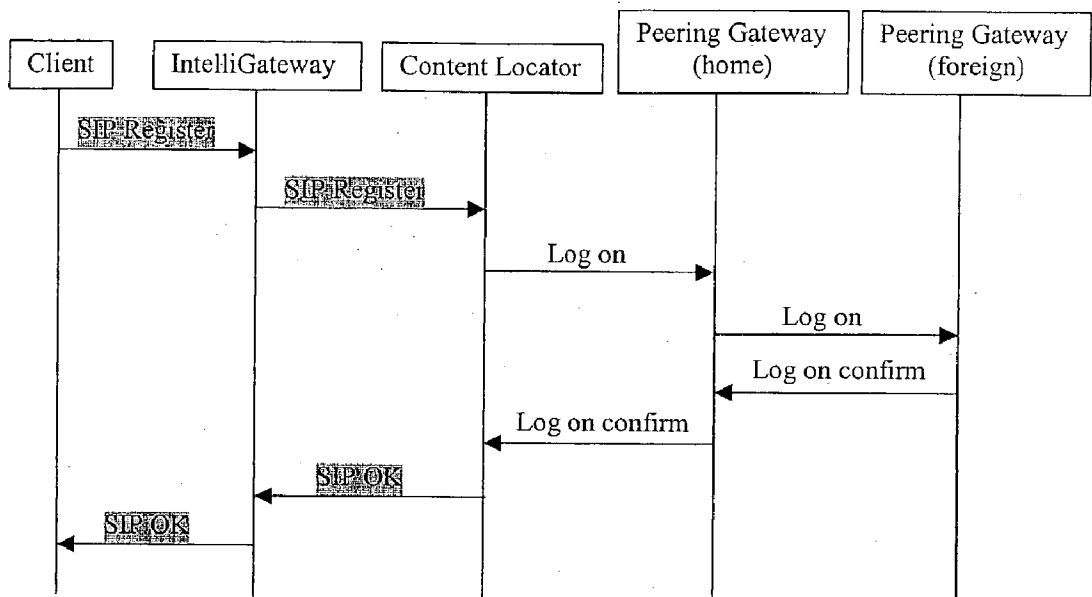 Client
IntelliGateway
Content Locator
Peering Gateway
(home)
Peering Gateway
(foreign)
SIP Register
SIP Register
Log on
Log on
Log on confirm
Log on confirm
SIP OK
SIP OK